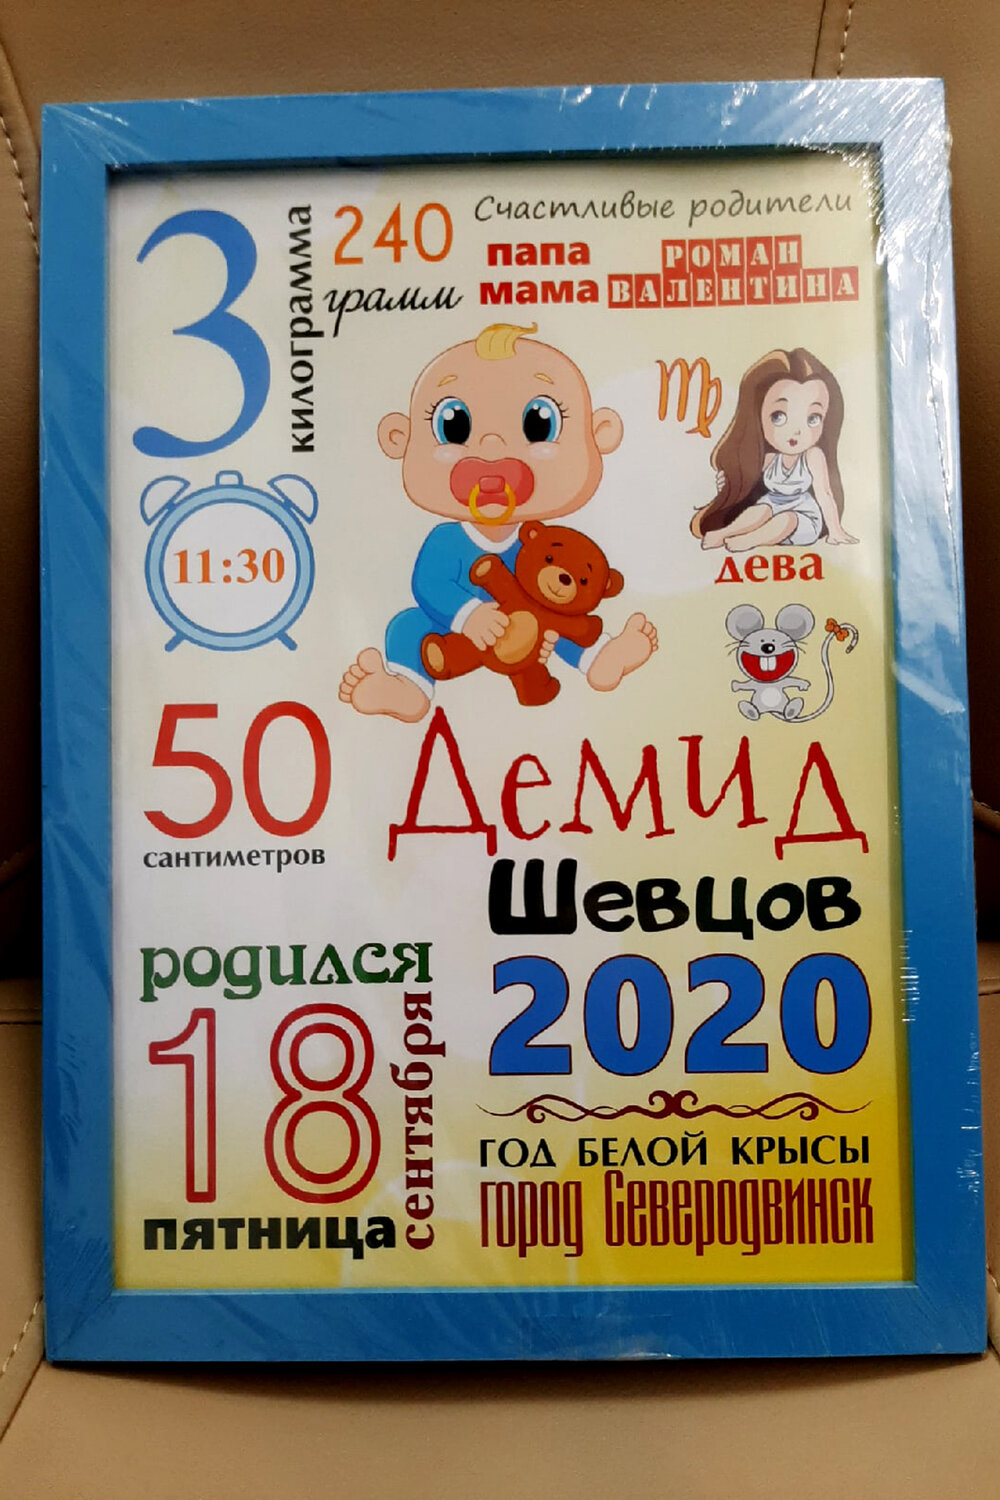 3
килограмма
240
грамм
Счастливые родители
папа РОМАН
мама ВАЛЕНТИНА
11:30
дева
50
сантиметров
Демид
Шевцов
родился
18
сентября
пятница
2020
ГОД БЕЛОЙ КРЫСЫ
город Северодвинск